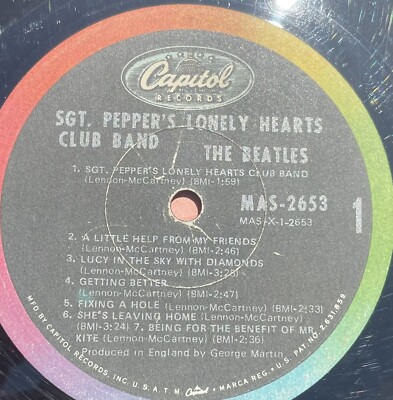 Capitol
RECORDS
SGT. PEPPER'S LONELY HEARTS
CLUB BAND THE BEATLES
1. SGT. PEPPER'S LONELY HEARTS CLUB BAND
(Lennon-McCartney) (BMI-1:59)
MAS-2653
MAS-X-1-2653
1
2. A LITTLE HELP FROM MY FRIENDS
(Lennon-McCartney) (BMI-2:46)
3. LUCY IN THE SKY WITH DIAMONDS
(Lennon-McCartney) (BMI-3:25)
4. GETTING BETTER
(Lennon-McCartney) (BMI-2:47)
5. FIXING A HOLE (Lennon-McCartney) (BMI-2:33)
6. SHE'S LEAVING HOME (Lennon-McCartney)
(BMI-3:24) 7. BEING FOR THE BENEFIT OF MR.
KITE (Lennon-McCartney) (BMI-2:36)
Produced in England by George Martin
MFD. BY CAPITOL RECORDS, INC. U.S.A. T.M. MARCA REG. • U.S. PAT. NO. 2,631,859